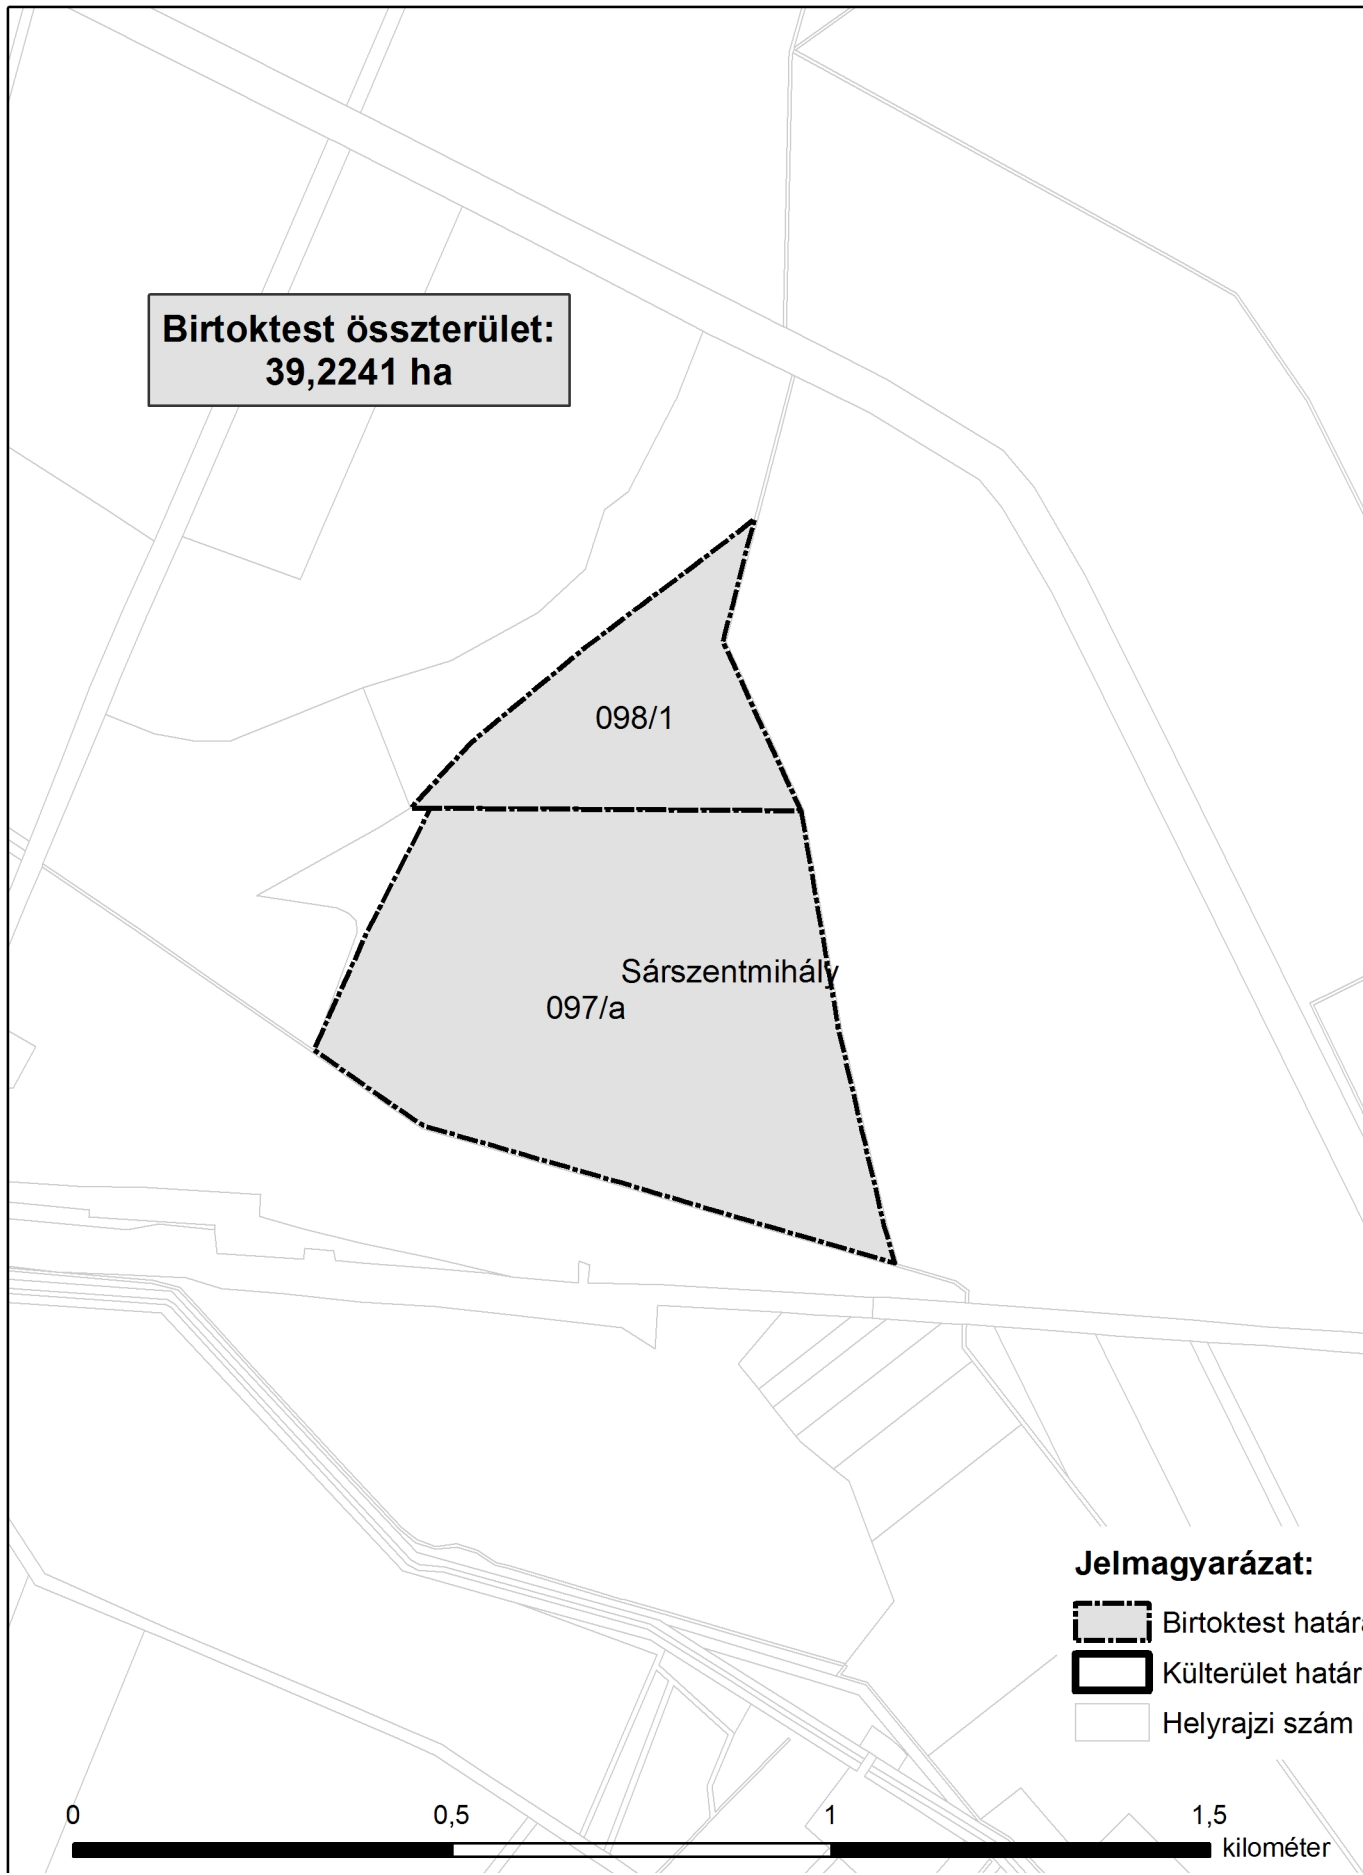 Birtoktest összterület:
39,2241 ha
098/1
Sárszentmihály
097/a
Jelmagyarázat:
Birtoktest határa
Külterület határ
Helyrajzi szám
0 0,5 1 1,5
kilométer